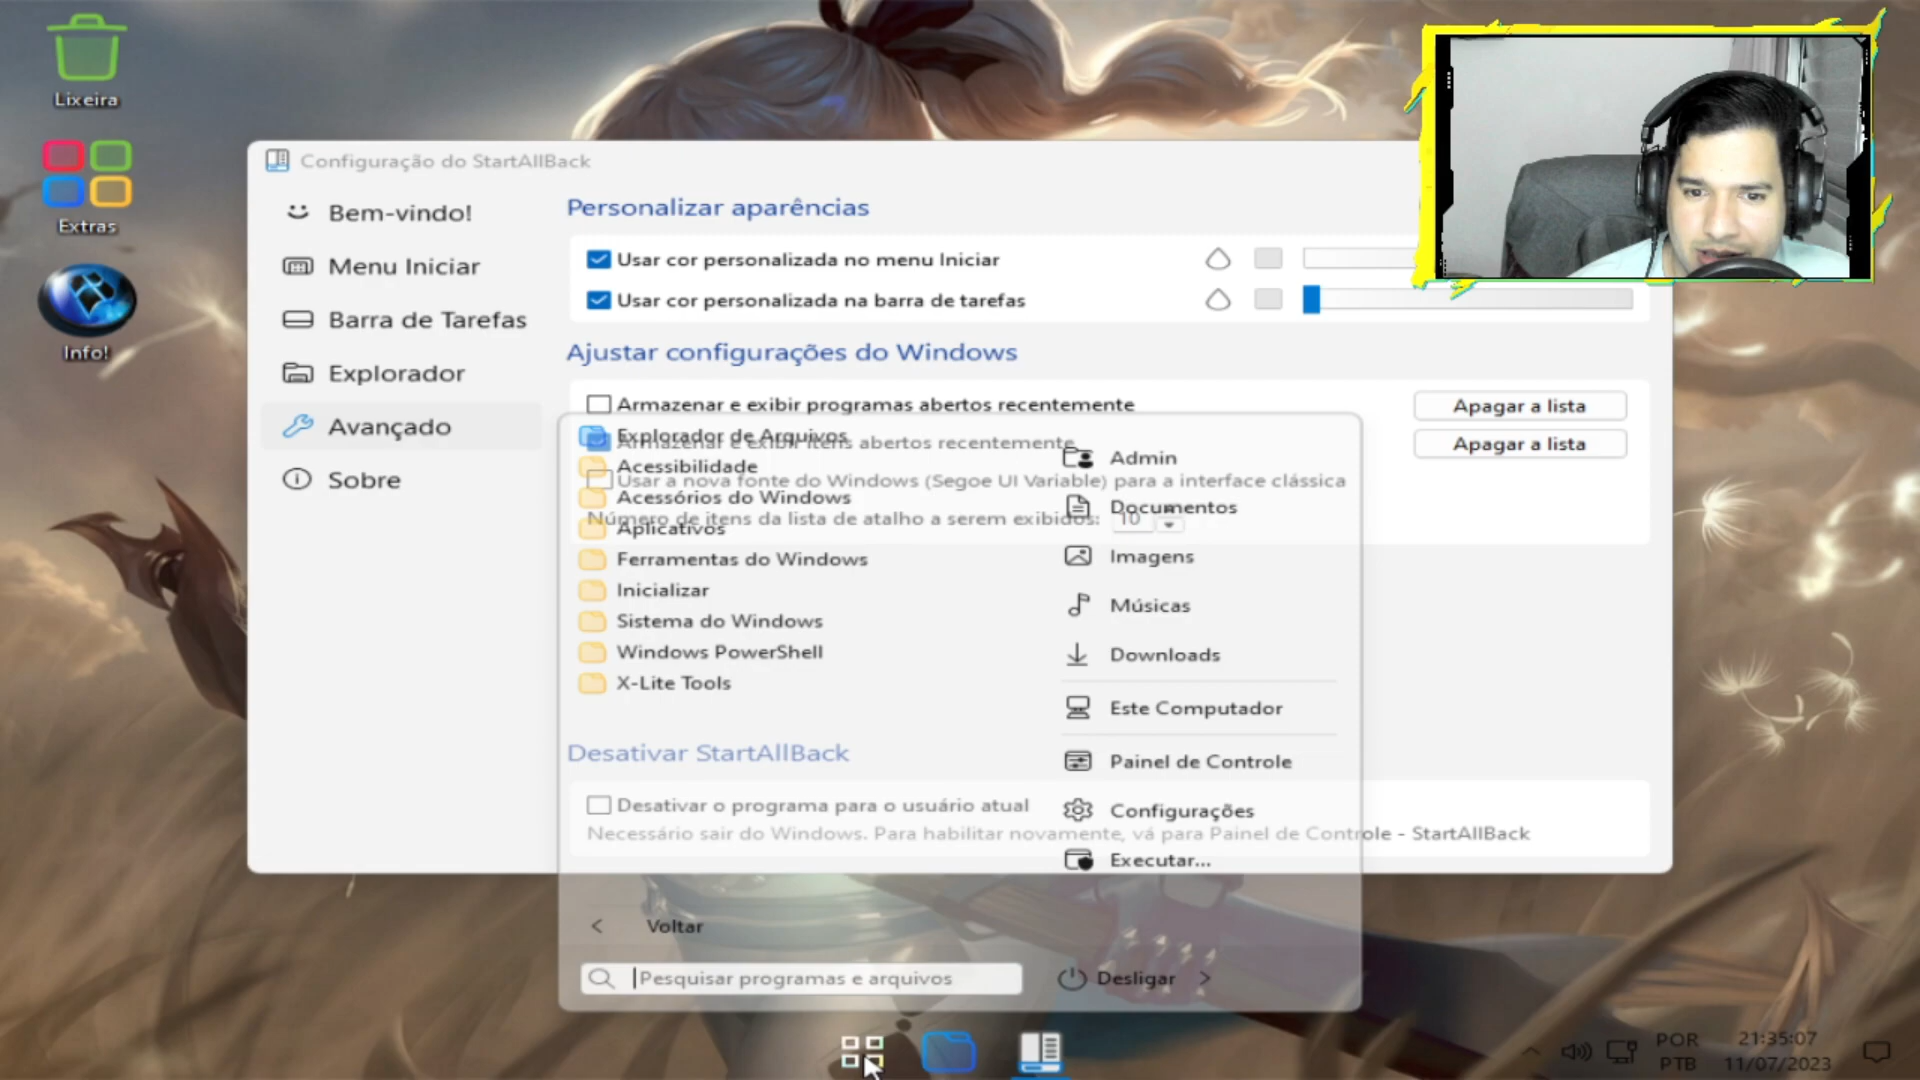 Lixeira
Extras
Info!
Configuração do StartAllBack
Bem-vindo!
Menu Iniciar
Barra de Tarefas
Explorador
Avançado
Sobre
Personalizar aparências
Usar cor personalizada no menu Iniciar
Usar cor personalizada na barra de tarefas
Ajustar configurações do Windows
Armazenar e exibir programas abertos recentemente
Apagar a lista
Armazenar e exibir itens abertos recentemente
Apagar a lista
Usar a nova fonte do Windows (Segoe UI Variable) para a interface clássica
Número de itens da lista de atalho a serem exibidos: 10
Desativar StartAllBack
Desativar o programa para o usuário atual
Necessário sair do Windows. Para habilitar novamente, vá para Painel de Controle - StartAllBack
Explorador de Arquivos
Acessibilidade
Acessórios do Windows
Aplicativos
Ferramentas do Windows
Inicializar
Sistema do Windows
Windows PowerShell
X-Lite Tools
Voltar
Pesquisar programas e arquivos
Admin
Documentos
Imagens
Músicas
Downloads
Este Computador
Painel de Controle
Configurações
Executar...
Desligar
POR
PTB
21:35:07
11/07/2023